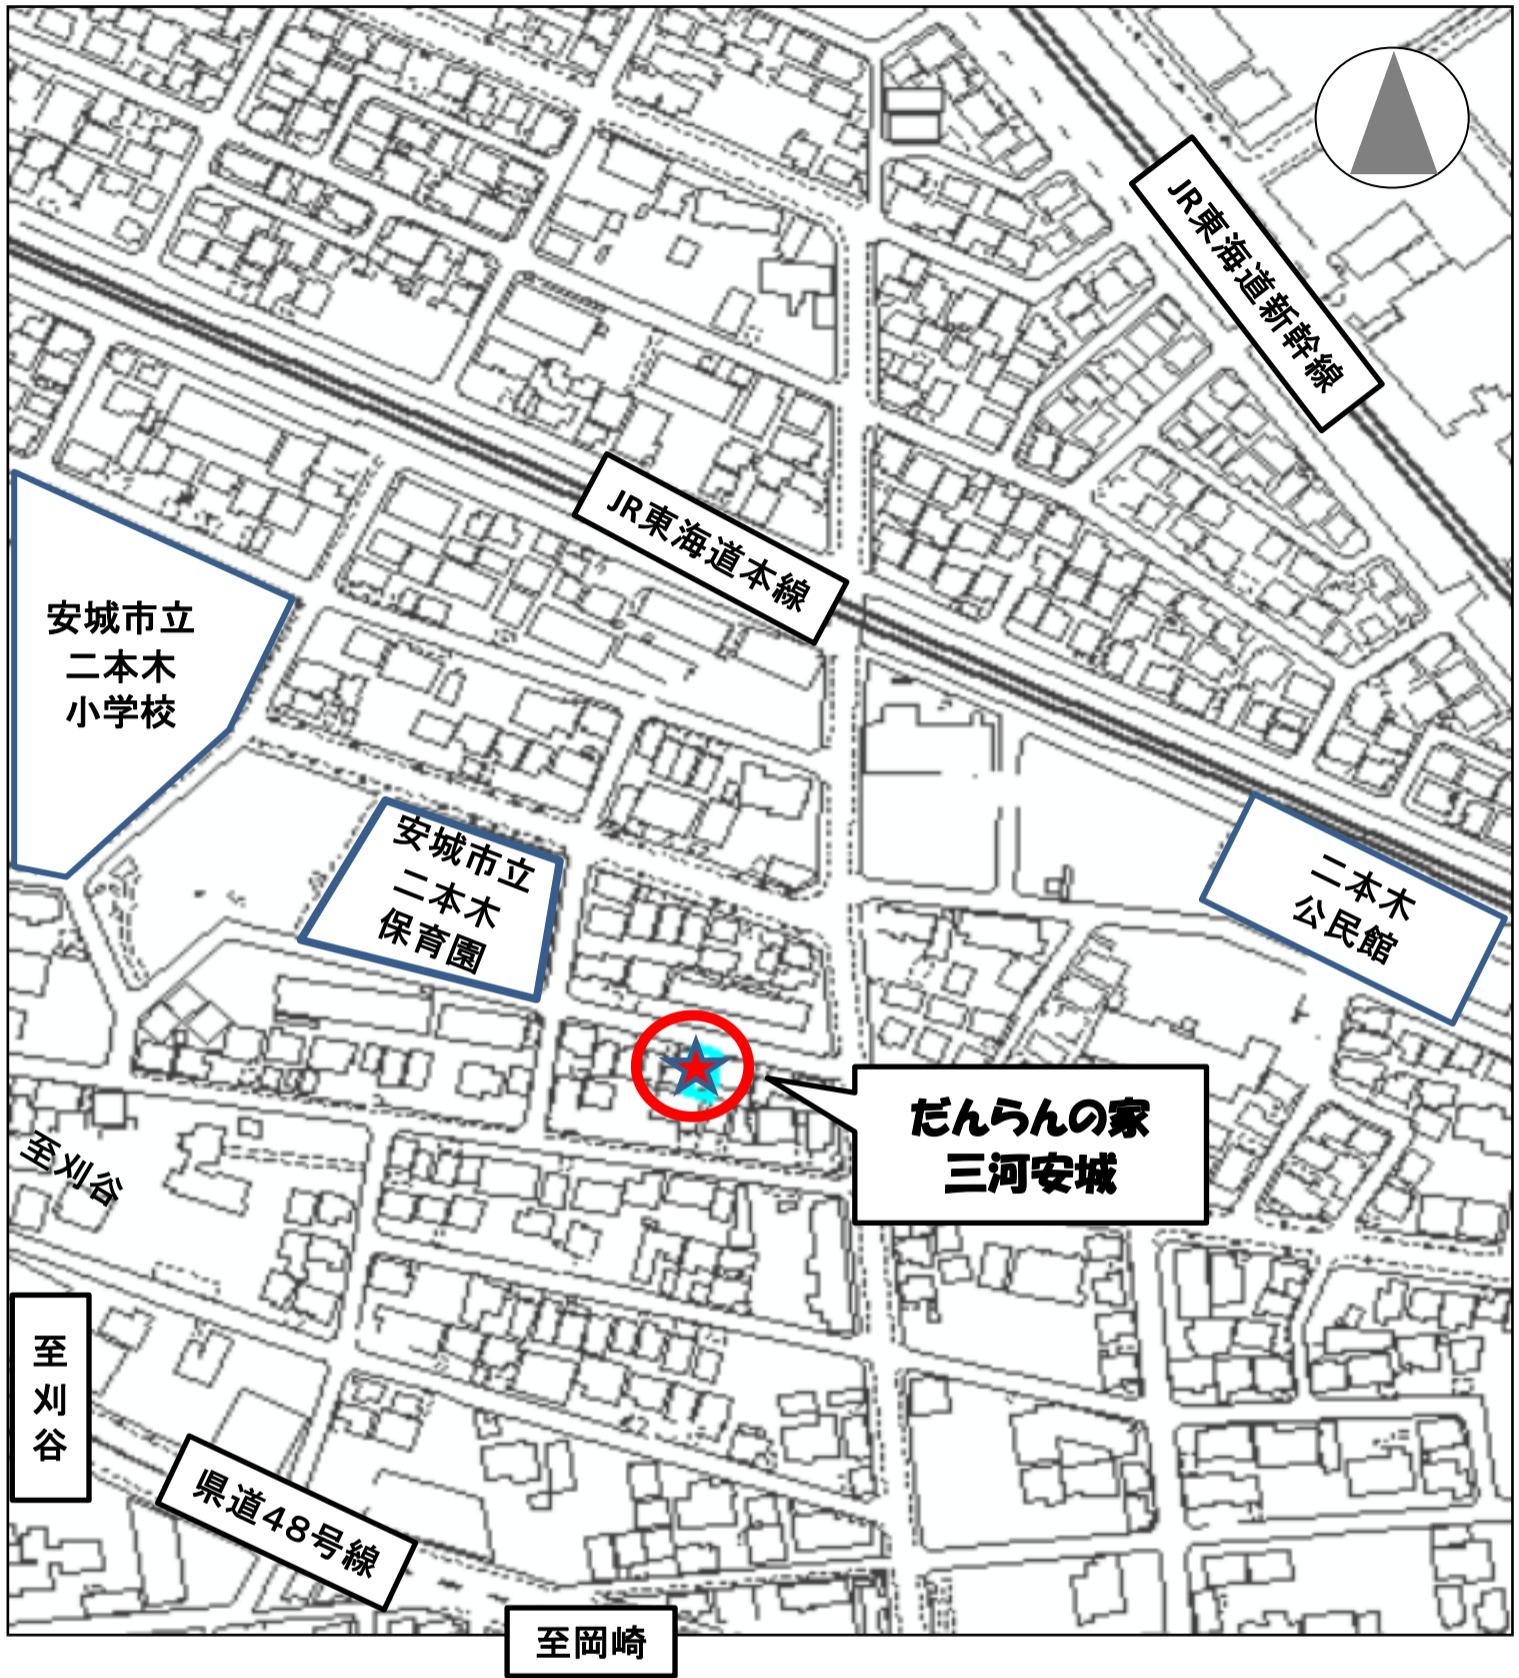 JR東海道新幹線
JR東海道本線
安城市立
二本木
小学校
安城市立
二本木
保育園
二本木
公民館
だんらんの家
三河安城
至刈谷
至
刈
谷
県道48号線
至岡崎